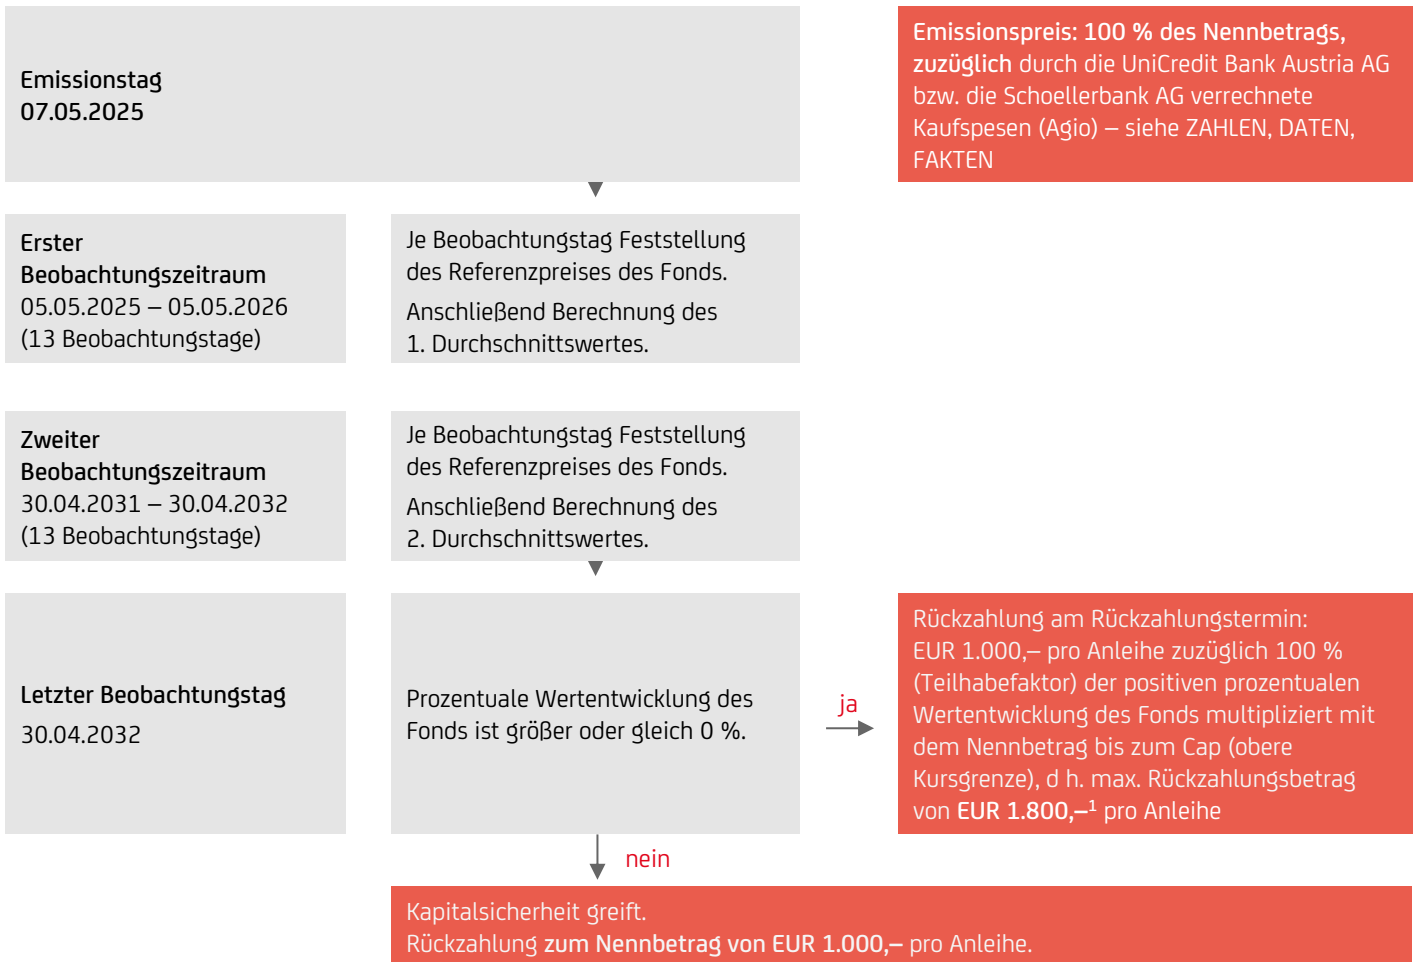 Emissionstag
07.05.2025
Emissionspreis: 100 % des Nennbetrags,
zuzüglich durch die UniCredit Bank Austria AG
bzw. die Schoellerbank AG verrechnete
Kaufspesen (Agio) – siehe ZAHLEN, DATEN,
FAKTEN
Erster
Beobachtungszeitraum
05.05.2025 – 05.05.2026
(13 Beobachtungstage)
Je Beobachtungstag Feststellung
des Referenzpreises des Fonds.
Anschließend Berechnung des
1. Durchschnittswertes.
Zweiter
Beobachtungszeitraum
30.04.2031 – 30.04.2032
(13 Beobachtungstage)
Je Beobachtungstag Feststellung
des Referenzpreises des Fonds.
Anschließend Berechnung des
2. Durchschnittswertes.
Letzter Beobachtungstag
30.04.2032
Prozentuale Wertentwicklung des
Fonds ist größer oder gleich 0 %.
ja
Rückzahlung am Rückzahlungstermin:
EUR 1.000,– pro Anleihe zuzüglich 100 %
(Teilhabefaktor) der positiven prozentualen
Wertentwicklung des Fonds multipliziert mit
dem Nennbetrag bis zum Cap (obere
Kursgrenze), d h. max. Rückzahlungsbetrag
von EUR 1.800,–¹ pro Anleihe
nein
Kapitalsicherheit greift.
Rückzahlung zum Nennbetrag von EUR 1.000,– pro Anleihe.